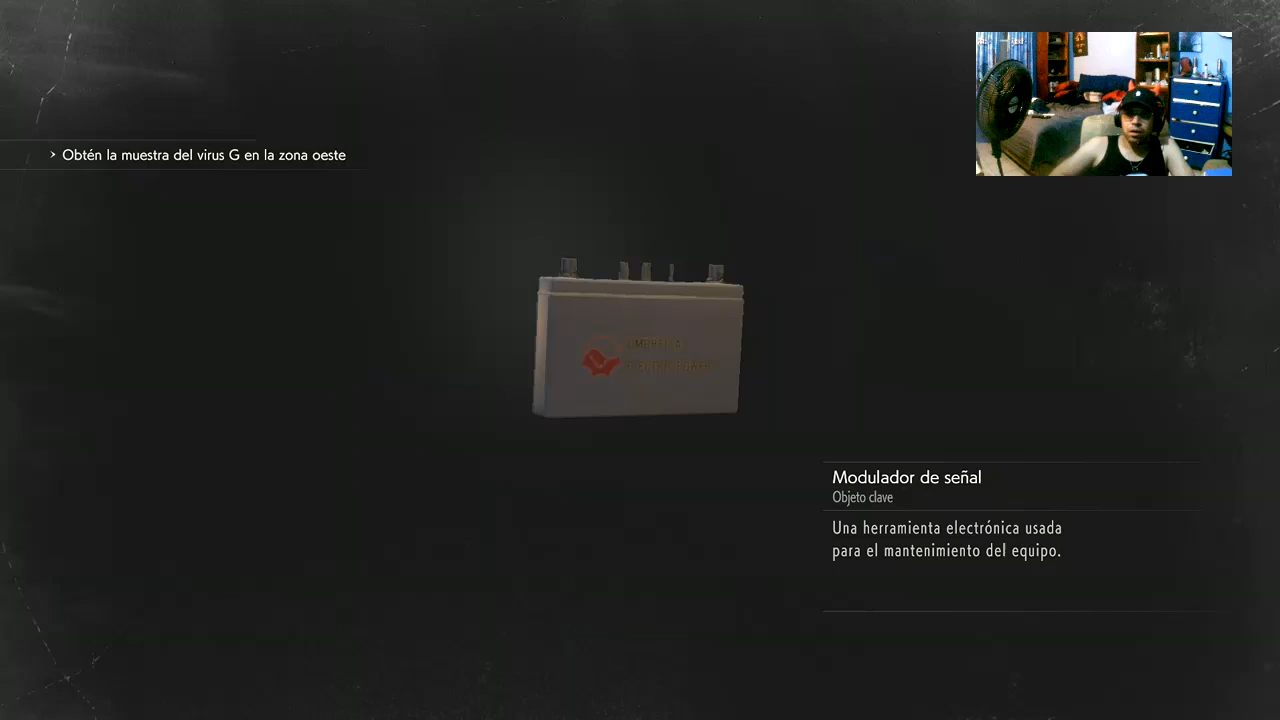 > Obtén la muestra del virus G en la zona oeste
UMBRELLA
Modulador de señal
Objeto clave
Una herramienta electrónica usada
para el mantenimiento del equipo.